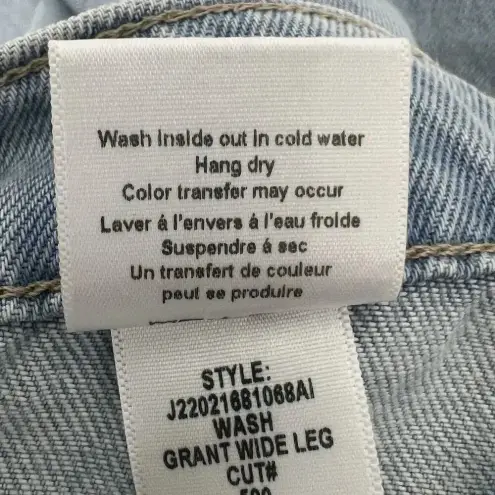 Wash inside out in cold water
Hang dry
Color transfer may occur
Laver á l'envers á l'eau froide
Suspendre á sec
Un transfert de couleur
peut se produire
STYLE:
J22021681068AI
WASH
GRANT WIDE LEG
CUT#